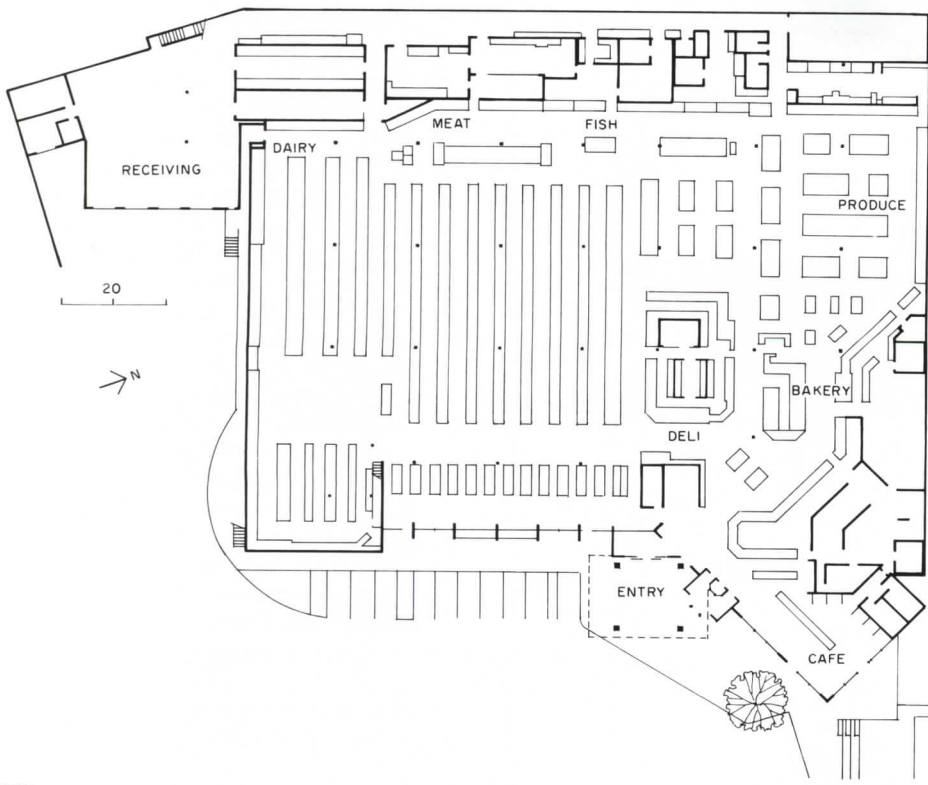 MEAT
FISH
DAIRY
RECEIVING
PRODUCE
20
N
BAKERY
DELI
ENTRY
CAFE